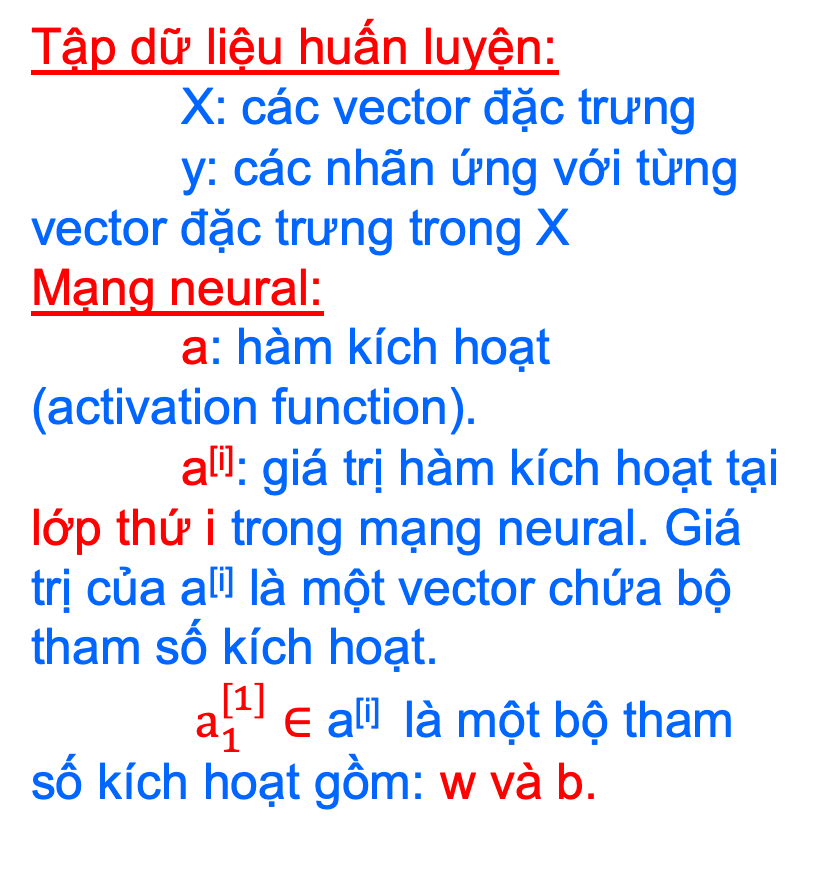 Tập dữ liệu huấn luyện:
X: các vector đặc trưng
y: các nhãn ứng với từng
vector đặc trưng trong X
Mạng neural:
a: hàm kích hoạt
(activation function).
a[i]: giá trị hàm kích hoạt tại
lớp thứ i trong mạng neural. Giá
trị của a[i] là một vector chứa bộ
tham số kích hoạt.
a₁[1] ∈ a[i] là một bộ tham
số kích hoạt gồm: w và b.